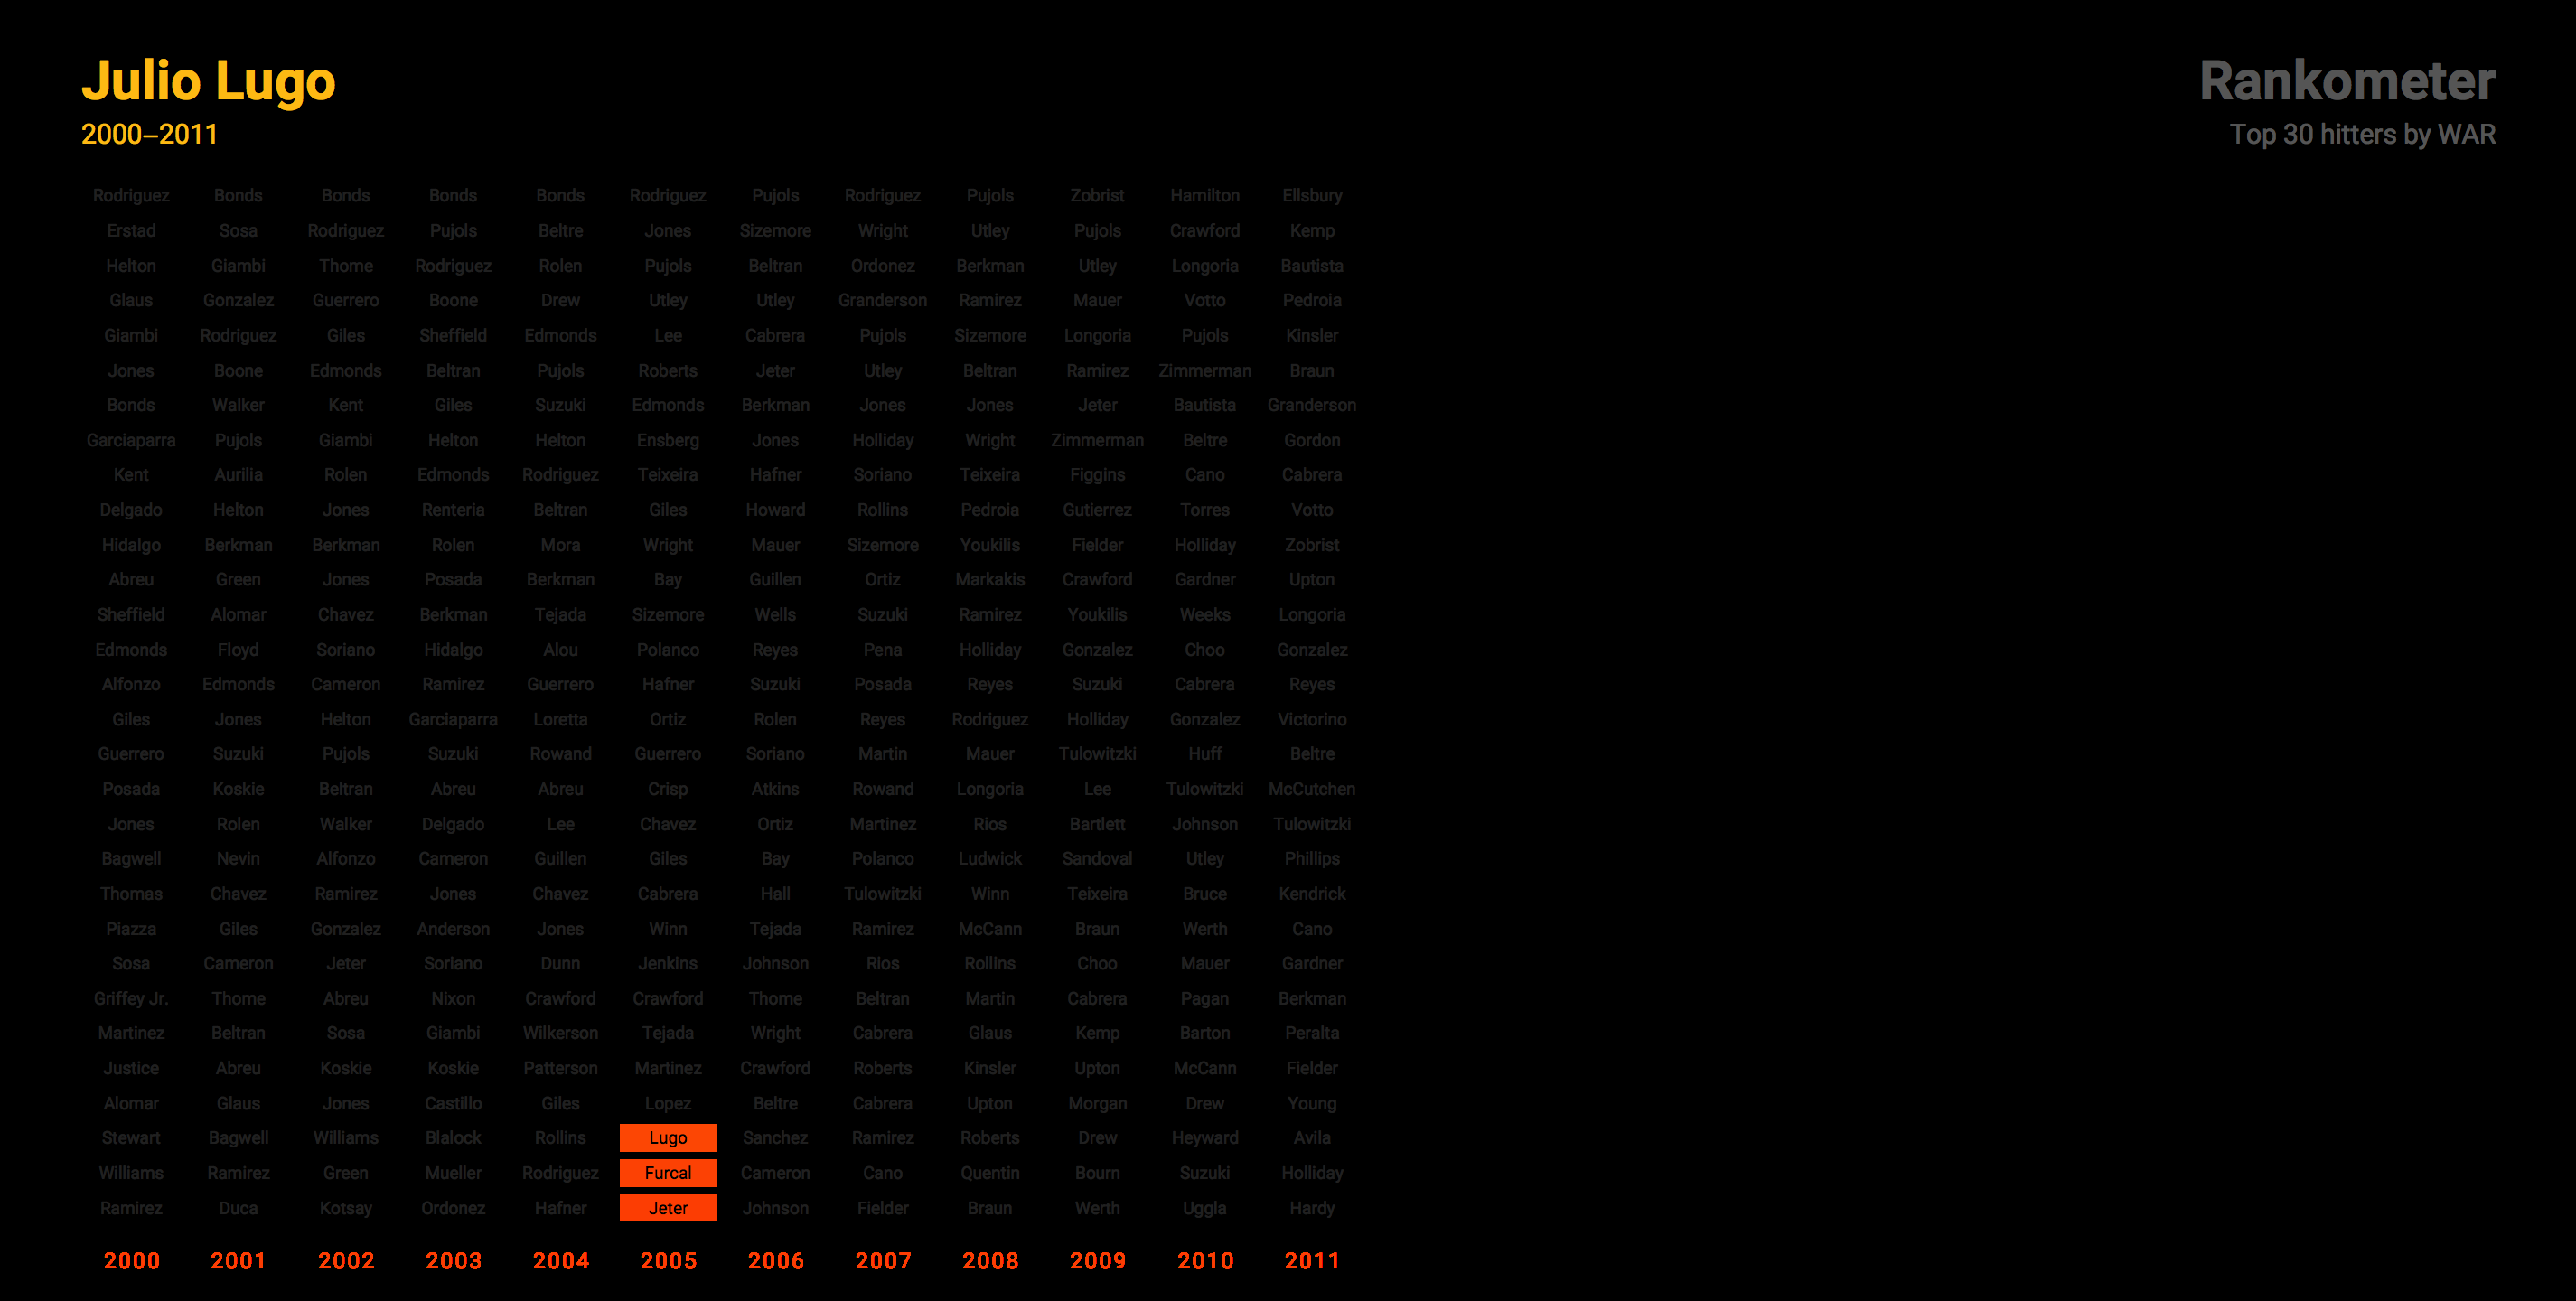 Julio Lugo
2000–2011
Rankometer
Top 30 hitters by WAR
Rodriguez Bonds Bonds Bonds Bonds Rodriguez Pujols Rodriguez Pujols Zobrist Hamilton Ellsbury
Erstad Sosa Rodriguez Pujols Beltre Jones Sizemore Wright Utley Pujols Crawford Kemp
Helton Giambi Thome Rodriguez Rolen Pujols Beltran Ordonez Berkman Utley Longoria Bautista
Glaus Gonzalez Guerrero Boone Drew Utley Utley Granderson Ramirez Mauer Votto Pedroia
Giambi Rodriguez Giles Sheffield Edmonds Lee Cabrera Pujols Sizemore Longoria Pujols Kinsler
Jones Boone Edmonds Beltran Pujols Roberts Jeter Utley Beltran Ramirez Zimmerman Braun
Bonds Walker Kent Giles Suzuki Edmonds Berkman Jones Jones Jeter Bautista Granderson
Garciaparra Pujols Giambi Helton Helton Ensberg Jones Holliday Wright Zimmerman Beltre Gordon
Kent Aurilia Rolen Edmonds Rodriguez Teixeira Hafner Soriano Teixeira Figgins Cano Cabrera
Delgado Helton Jones Renteria Beltran Giles Howard Rollins Pedroia Gutierrez Torres Votto
Hidalgo Berkman Berkman Rolen Mora Wright Mauer Sizemore Youkilis Fielder Holliday Zobrist
Abreu Green Jones Posada Berkman Bay Guillen Ortiz Markakis Crawford Gardner Upton
Sheffield Alomar Chavez Berkman Tejada Sizemore Wells Suzuki Ramirez Youkilis Weeks Longoria
Edmonds Floyd Soriano Hidalgo Alou Polanco Reyes Pena Holliday Gonzalez Choo Gonzalez
Alfonzo Edmonds Cameron Ramirez Guerrero Hafner Suzuki Posada Reyes Suzuki Cabrera Reyes
Giles Jones Helton Garciaparra Loretta Ortiz Rolen Reyes Rodriguez Holliday Gonzalez Victorino
Guerrero Suzuki Pujols Suzuki Rowand Guerrero Soriano Martin Mauer Tulowitzki Huff Beltre
Posada Koskie Beltran Abreu Abreu Crisp Atkins Rowand Longoria Lee Tulowitzki McCutchen
Jones Rolen Walker Delgado Lee Chavez Ortiz Martinez Rios Bartlett Johnson Tulowitzki
Bagwell Nevin Alfonzo Cameron Guillen Giles Bay Polanco Ludwick Sandoval Utley Phillips
Thomas Chavez Ramirez Jones Chavez Cabrera Hall Tulowitzki Winn Teixeira Bruce Kendrick
Piazza Giles Gonzalez Anderson Jones Winn Tejada Ramirez McCann Braun Werth Cano
Sosa Cameron Jeter Soriano Dunn Jenkins Johnson Rios Rollins Choo Mauer Gardner
Griffey Jr. Thome Abreu Nixon Crawford Crawford Thome Beltran Martin Cabrera Pagan Berkman
Martinez Beltran Sosa Giambi Wilkerson Tejada Wright Cabrera Glaus Kemp Barton Peralta
Justice Abreu Koskie Koskie Patterson Martinez Crawford Roberts Kinsler Upton McCann Fielder
Alomar Glaus Jones Castillo Giles Lopez Beltre Cabrera Upton Morgan Drew Young
Stewart Bagwell Williams Blalock Rollins Lugo Sanchez Ramirez Roberts Drew Heyward Avila
Williams Ramirez Green Mueller Rodriguez Furcal Cameron Cano Quentin Bourn Suzuki Holliday
Ramirez Duca Kotsay Ordonez Hafner Jeter Johnson Fielder Braun Werth Uggla Hardy
2000 2001 2002 2003 2004 2005 2006 2007 2008 2009 2010 2011